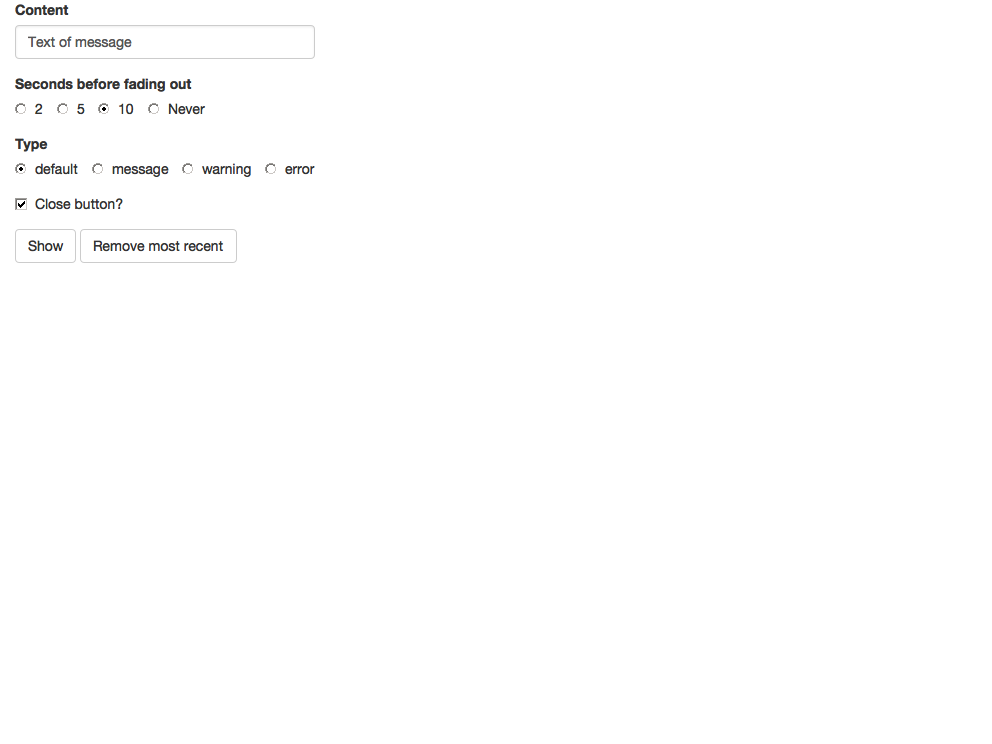 Content
Text of message
Seconds before fading out
2 5 10 Never
Type
default message warning error
Close button?
Show Remove most recent